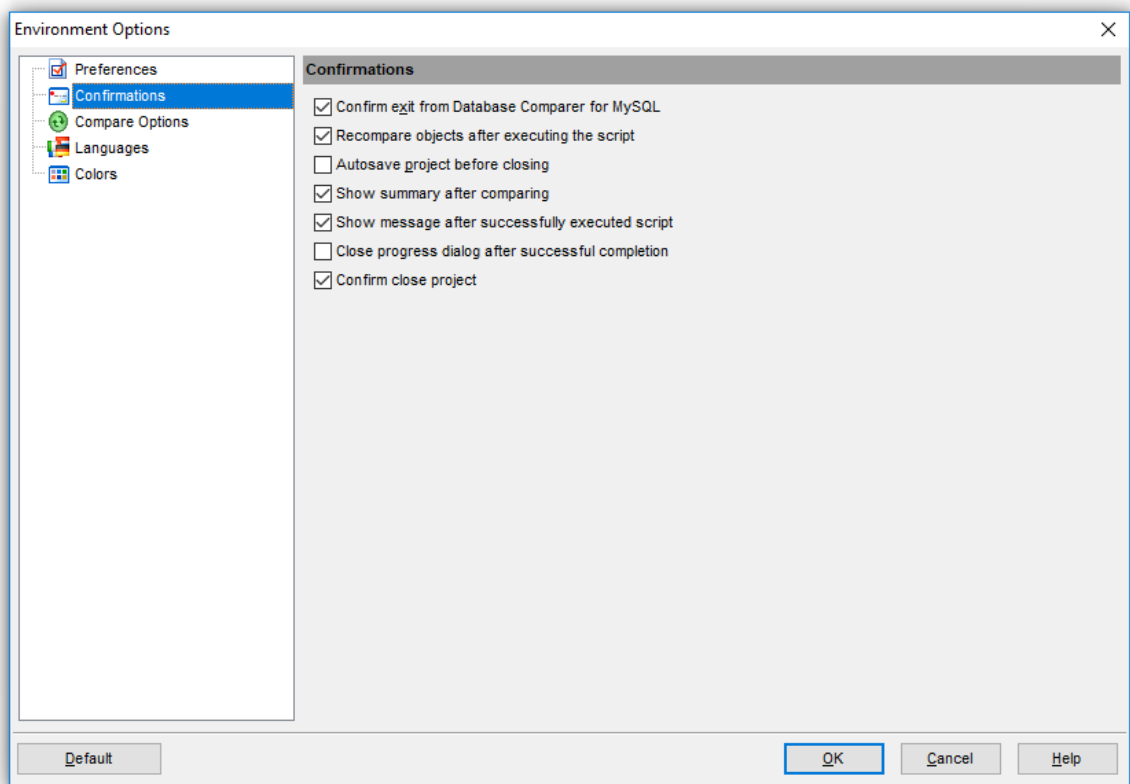 Environment Options
Preferences
Confirmations
Compare Options
Languages
Colors
Confirmations
Confirm exit from Database Comparer for MySQL
Recompare objects after executing the script
Autosave project before closing
Show summary after comparing
Show message after successfully executed script
Close progress dialog after successful completion
Confirm close project
Default
OK
Cancel
Help